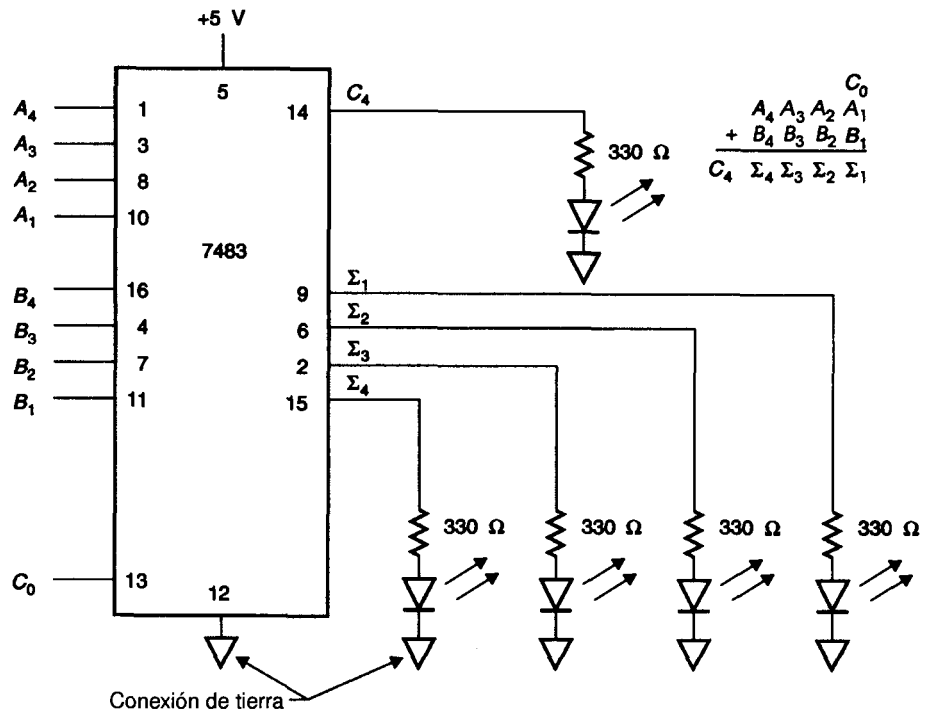 +5 V
5
A₄ 1
A₃ 3
A₂ 8
A₁ 10
7483
B₄ 16
B₃ 4
B₂ 7
B₁ 11
C₀ 13
12
14 C₄
330 Ω
C₀
A₄ A₃ A₂ A₁
+ B₄ B₃ B₂ B₁
C₄ Σ₄ Σ₃ Σ₂ Σ₁
9 Σ₁
6 Σ₂
2 Σ₃
15 Σ₄
330 Ω 330 Ω 330 Ω 330 Ω
Conexión de tierra